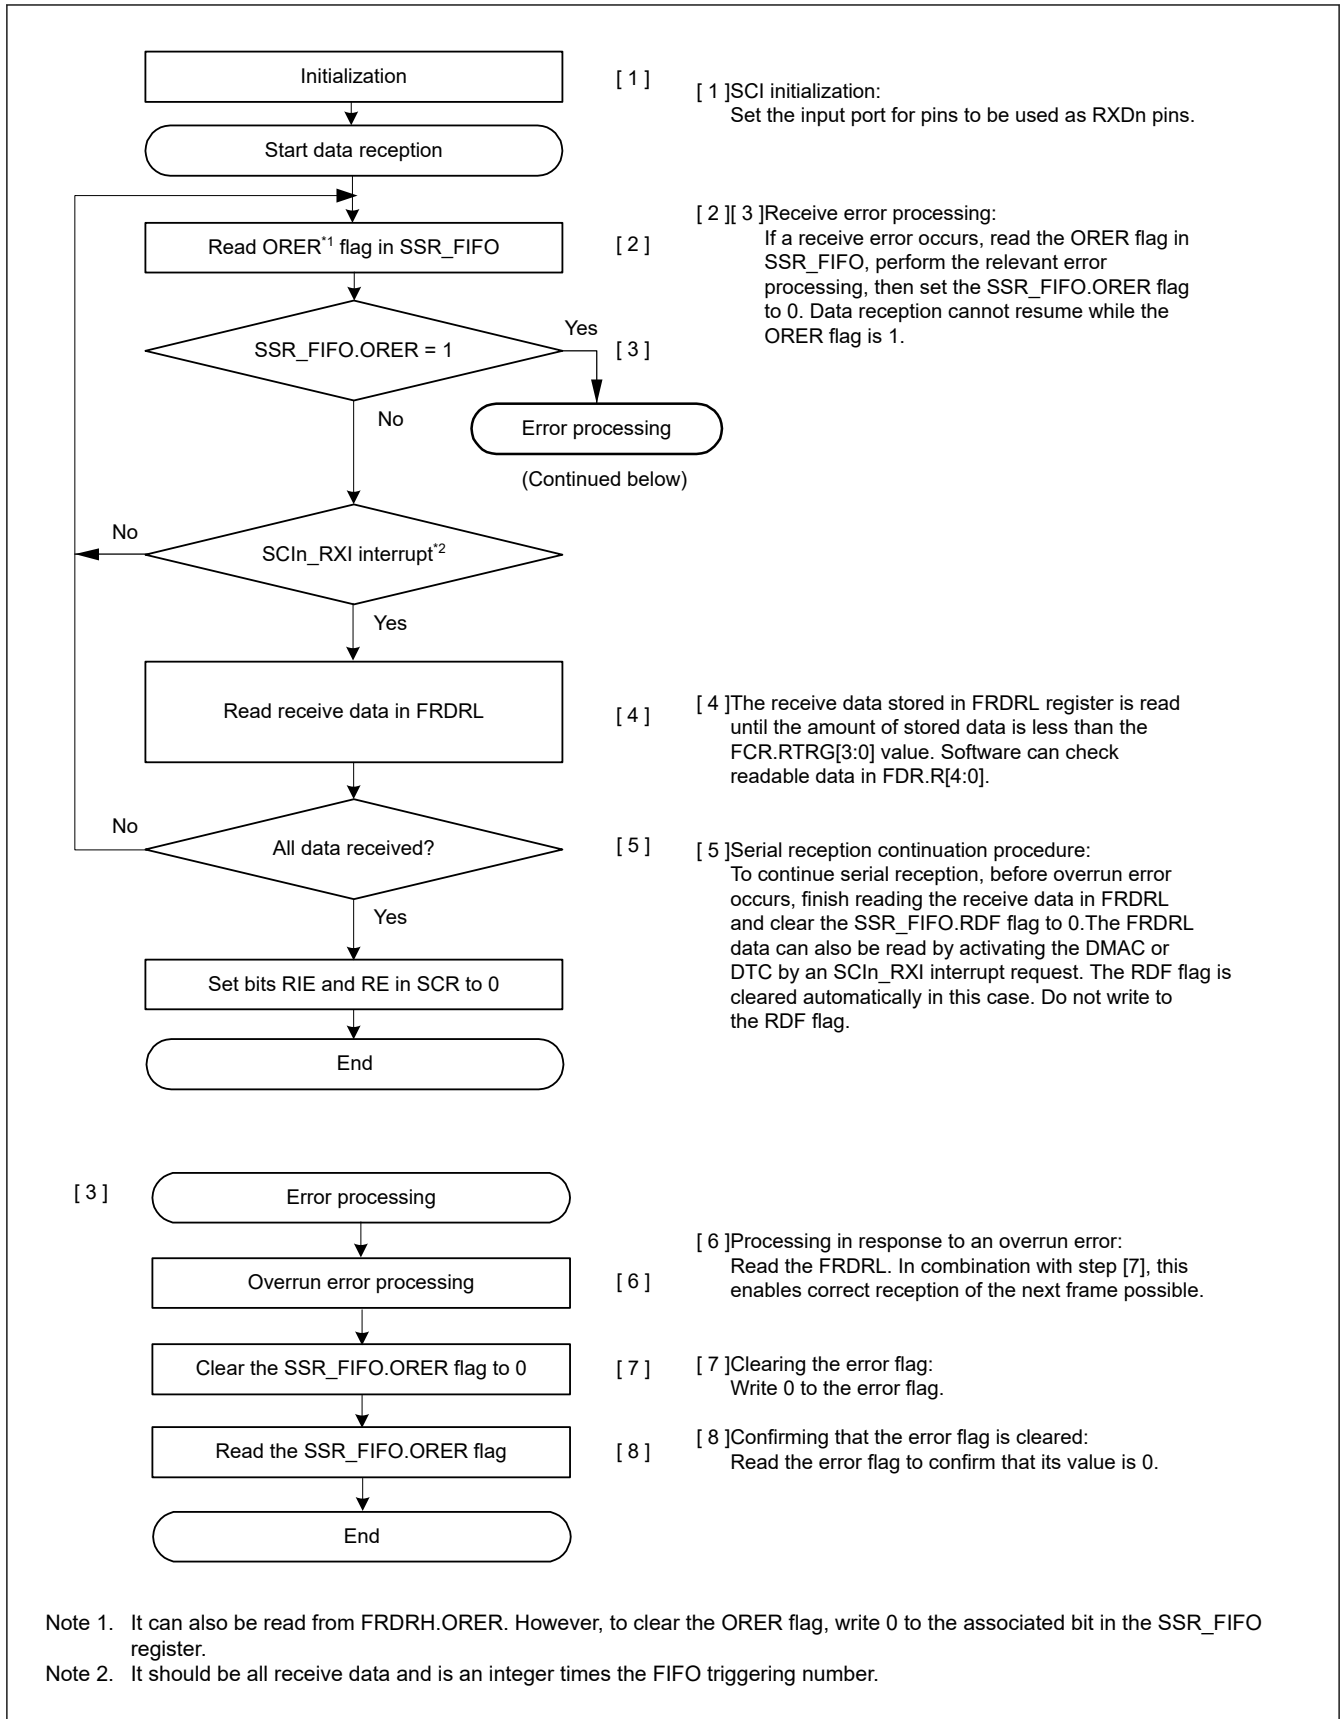 Initialization
[ 1 ]
[ 1 ]SCI initialization:
Set the input port for pins to be used as RXDn pins.
Start data reception
[ 2 ][ 3 ]Receive error processing:
If a receive error occurs, read the ORER flag in
SSR_FIFO, perform the relevant error
processing, then set the SSR_FIFO.ORER flag
to 0. Data reception cannot resume while the
ORER flag is 1.
Read ORER*1 flag in SSR_FIFO
[ 2 ]
SSR_FIFO.ORER = 1
Yes
[ 3 ]
No
Error processing
(Continued below)
No
SCIn_RXI interrupt*2
Yes
Read receive data in FRDRL
[ 4 ]
[ 4 ]The receive data stored in FRDRL register is read
until the amount of stored data is less than the
FCR.RTRG[3:0] value. Software can check
readable data in FDR.R[4:0].
No
All data received?
[ 5 ]
[ 5 ]Serial reception continuation procedure:
To continue serial reception, before overrun error
occurs, finish reading the receive data in FRDRL
and clear the SSR_FIFO.RDF flag to 0.The FRDRL
data can also be read by activating the DMAC or
DTC by an SCIn_RXI interrupt request. The RDF flag is
cleared automatically in this case. Do not write to
the RDF flag.
Yes
Set bits RIE and RE in SCR to 0
End
[ 3 ]
Error processing
Overrun error processing
[ 6 ]
[ 6 ]Processing in response to an overrun error:
Read the FRDRL. In combination with step [7], this
enables correct reception of the next frame possible.
Clear the SSR_FIFO.ORER flag to 0
[ 7 ]
[ 7 ]Clearing the error flag:
Write 0 to the error flag.
Read the SSR_FIFO.ORER flag
[ 8 ]
[ 8 ]Confirming that the error flag is cleared:
Read the error flag to confirm that its value is 0.
End
Note 1. It can also be read from FRDRH.ORER. However, to clear the ORER flag, write 0 to the associated bit in the SSR_FIFO
register.
Note 2. It should be all receive data and is an integer times the FIFO triggering number.